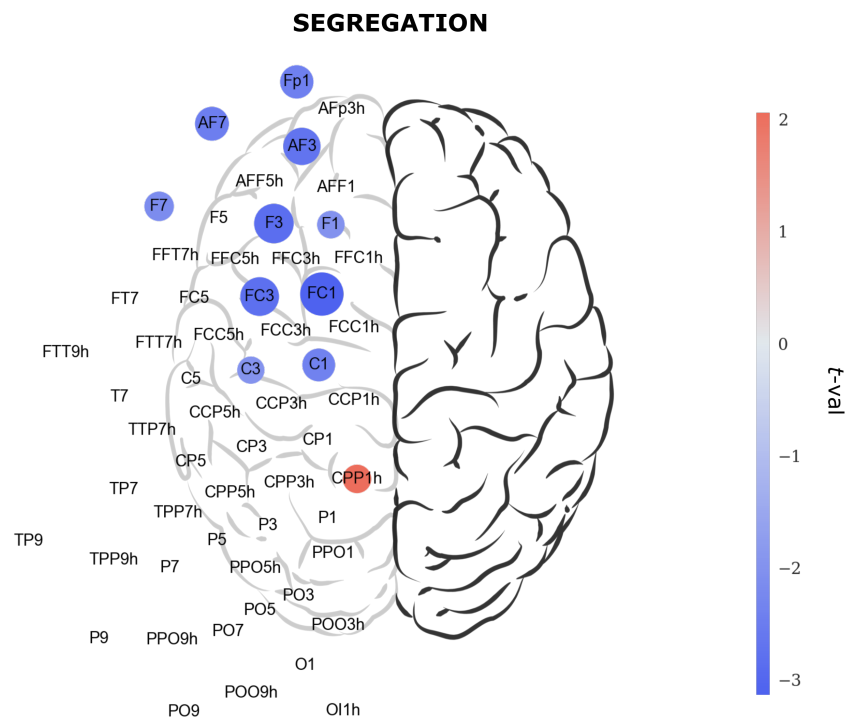 SEGREGATION
Fp1
AFp3h
AF7
AF3
AFF5h
AFF1
F7
F5
F3
F1
FFT7h
FFC5h
FFC3h
FFC1h
FT7
FC5
FC3
FC1
FTT9h
FTT7h
FCC5h
FCC3h
FCC1h
T7
C5
C3
C1
TTP7h
CCP5h
CCP3h
CCP1h
CP5
CP3
CP1
TP7
TPP7h
CPP5h
CPP3h
CPP1h
TP9
P5
P3
P1
TPP9h
P7
PPO5h
PPO1
PO5
PO3
P9
PPO9h
PO7
POO3h
O1
POO9h
PO9
OI1h
2
1
0
−1
−2
−3
t-val